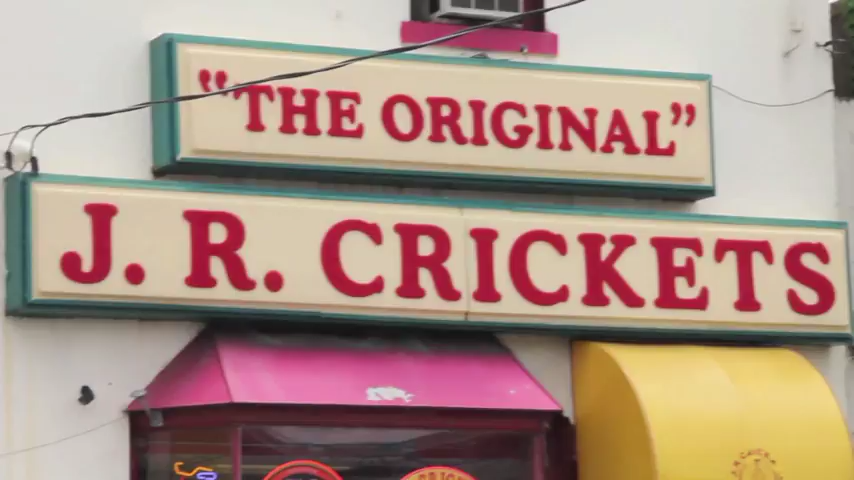 “THE ORIGINAL”
J. R. CRICKETS